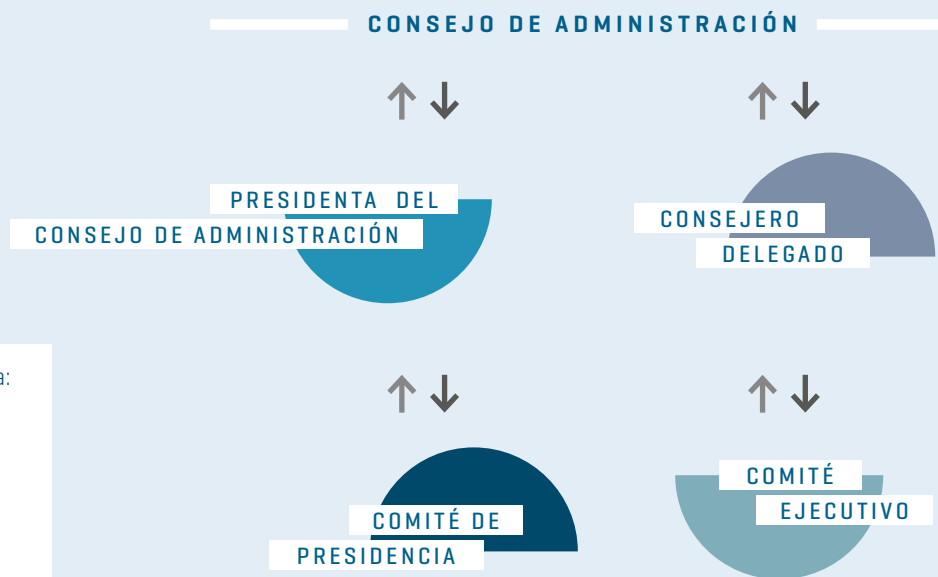 CONSEJO DE ADMINISTRACIÓN
PRESIDENTA DEL
CONSEJO DE ADMINISTRACIÓN
CONSEJERO
DELEGADO
a:
COMITÉ DE
PRESIDENCIA
COMITÉ
EJECUTIVO